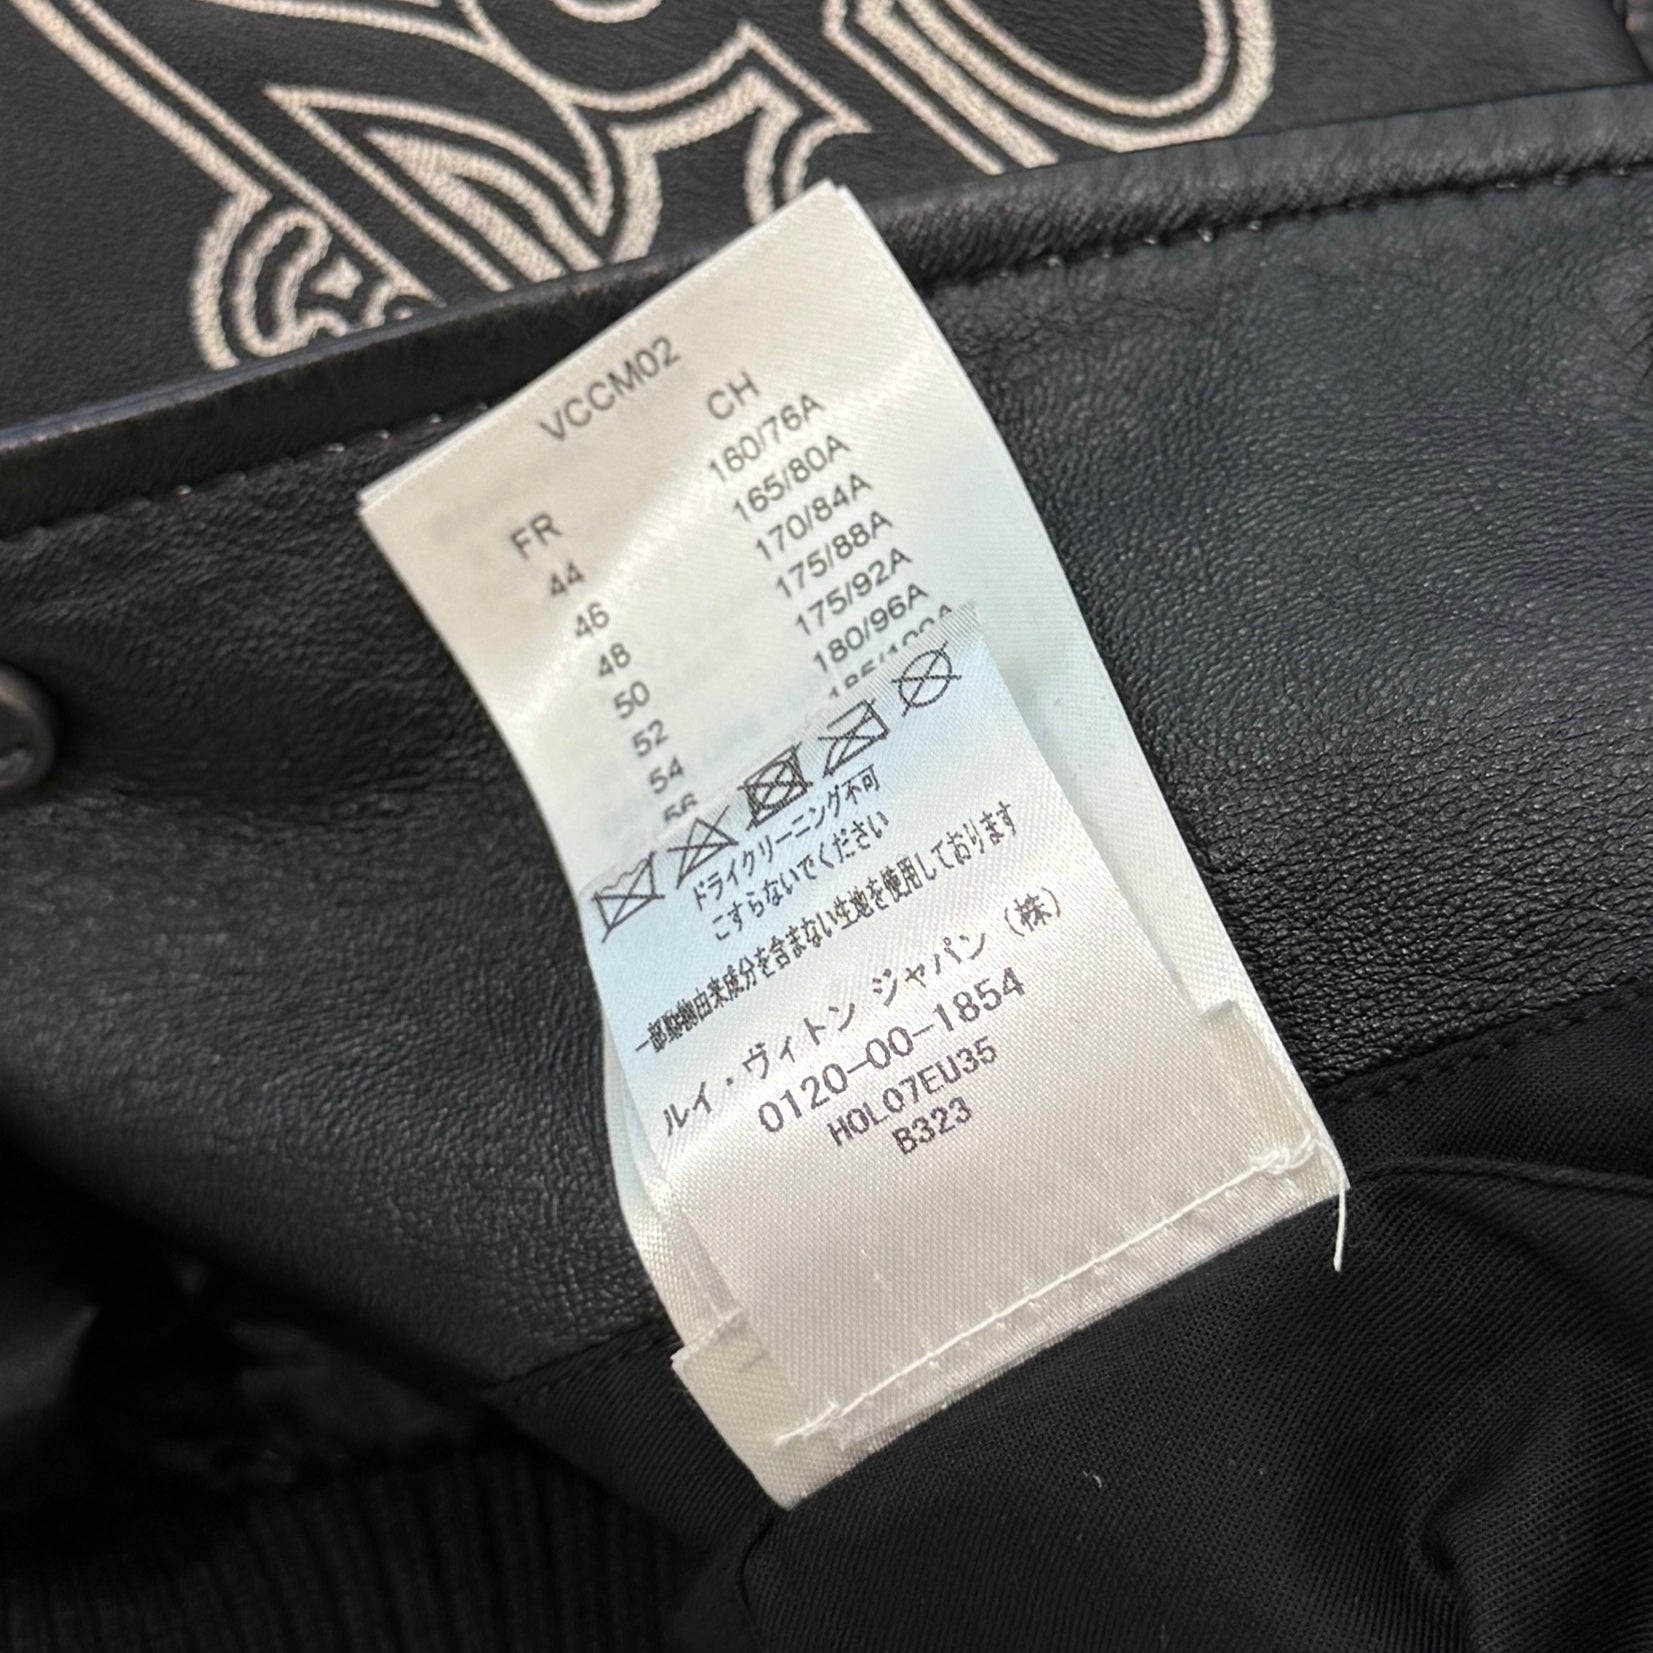 VCCM02
FR CH
44 160/76A
46 165/80A
48 170/84A
50 175/88A
52 175/92A
54 180/96A
56 185/100A
ドライクリーニング不可
こすらないでください
一部動物由来成分を含まない生地を使用しております
ルイ・ヴィトン ジャパン (株)
0120-00-1854
HOL07EU35
B323